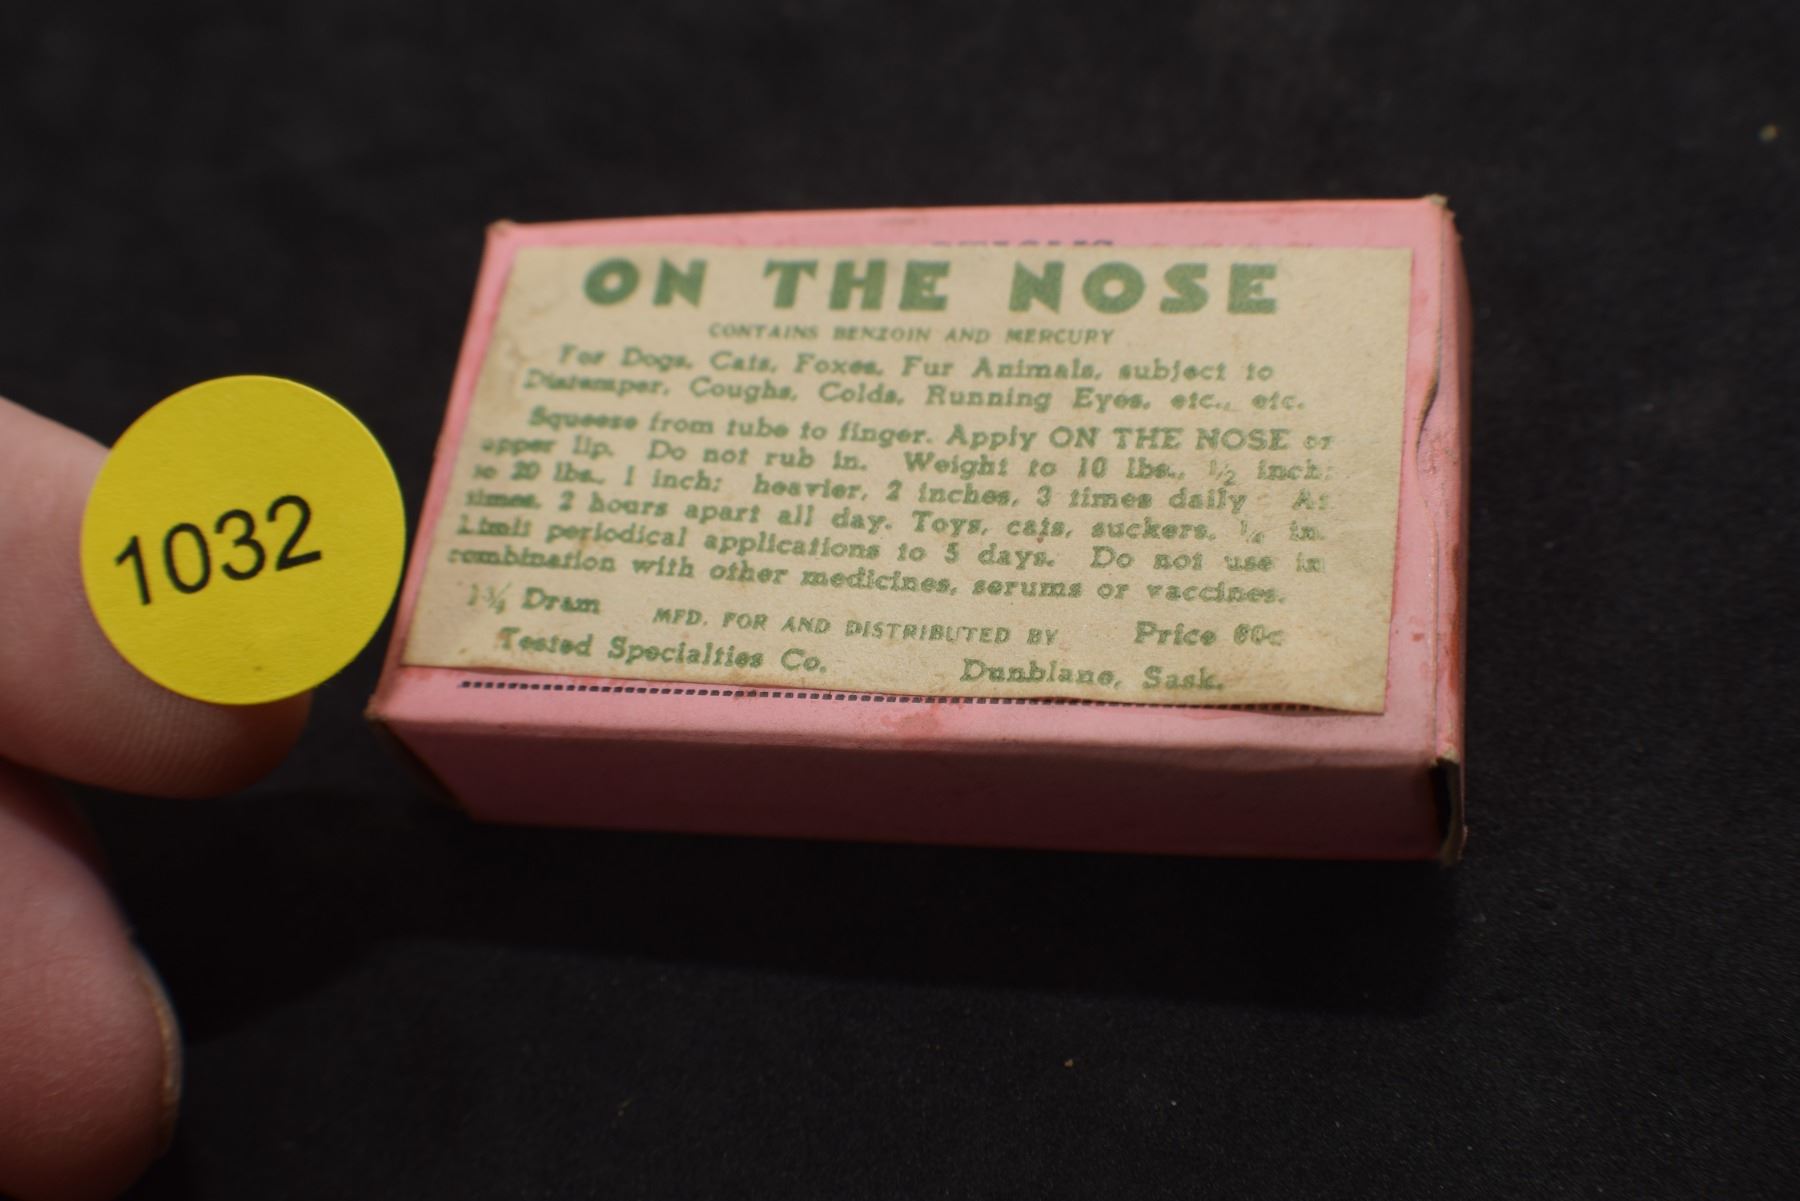 1032
ON THE NOSE
CONTAINS BENZOIN AND MERCURY
For Dogs, Cats, Foxes, Fur Animals, subject to
Distemper, Coughs, Colds, Running Eyes, etc., etc.
Squeeze from tube to finger. Apply ON THE NOSE or
upper lip. Do not rub in. Weight to 10 lbs., 1/2 inch;
to 20 lbs., 1 inch; heavier, 2 inches, 3 times daily At
times, 2 hours apart all day. Toys, cats, suckers, 1/4 in.
Limit periodical applications to 5 days. Do not use in
combination with other medicines, serums or vaccines.
1 3/4 Dram MFD. FOR AND DISTRIBUTED BY Price 60c
Tested Specialties Co. Dunblane, Sask.